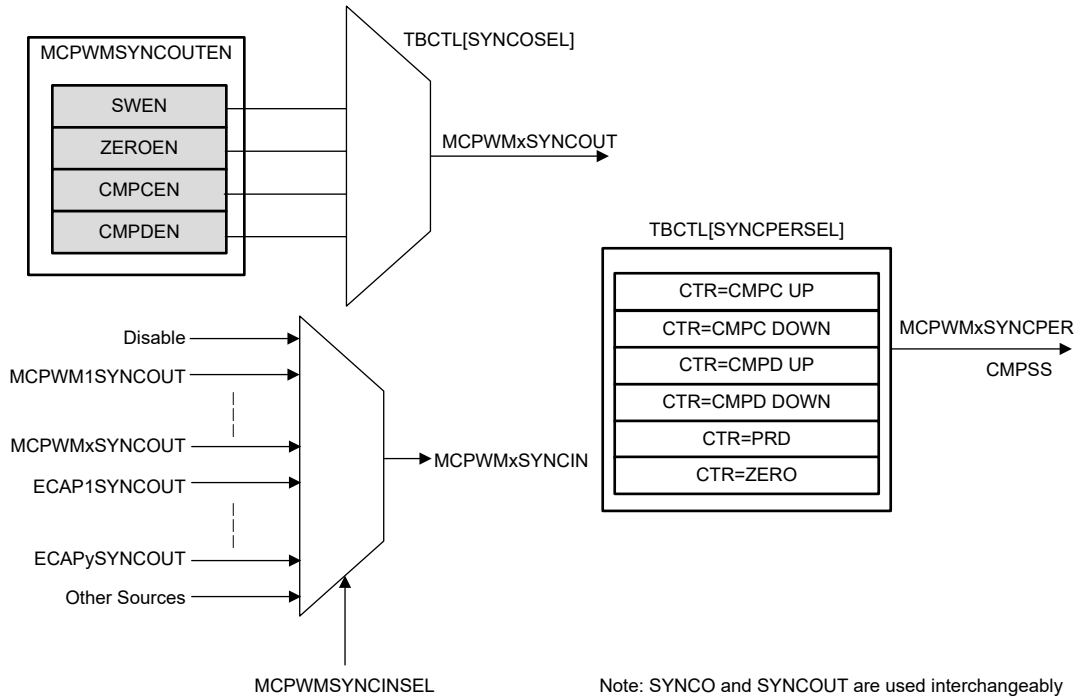 MCPWMSYNCOUTEN
SWEN
ZEROEN
CMPCEN
CMPDEN
TBCTL[SYNCOSEL]
MCPWMxSYNCOUT
TBCTL[SYNCPERSEL]
CTR=CMPC UP
CTR=CMPC DOWN
CTR=CMPD UP
CTR=CMPD DOWN
CTR=PRD
CTR=ZERO
MCPWMxSYNCPER
CMPSS
Disable
MCPWM1SYNCOUT
MCPWMxSYNCOUT
ECAP1SYNCOUT
ECAPySYNCOUT
Other Sources
MCPWMxSYNCIN
MCPWMSYNCINSEL
Note: SYNCO and SYNCOUT are used interchangeably